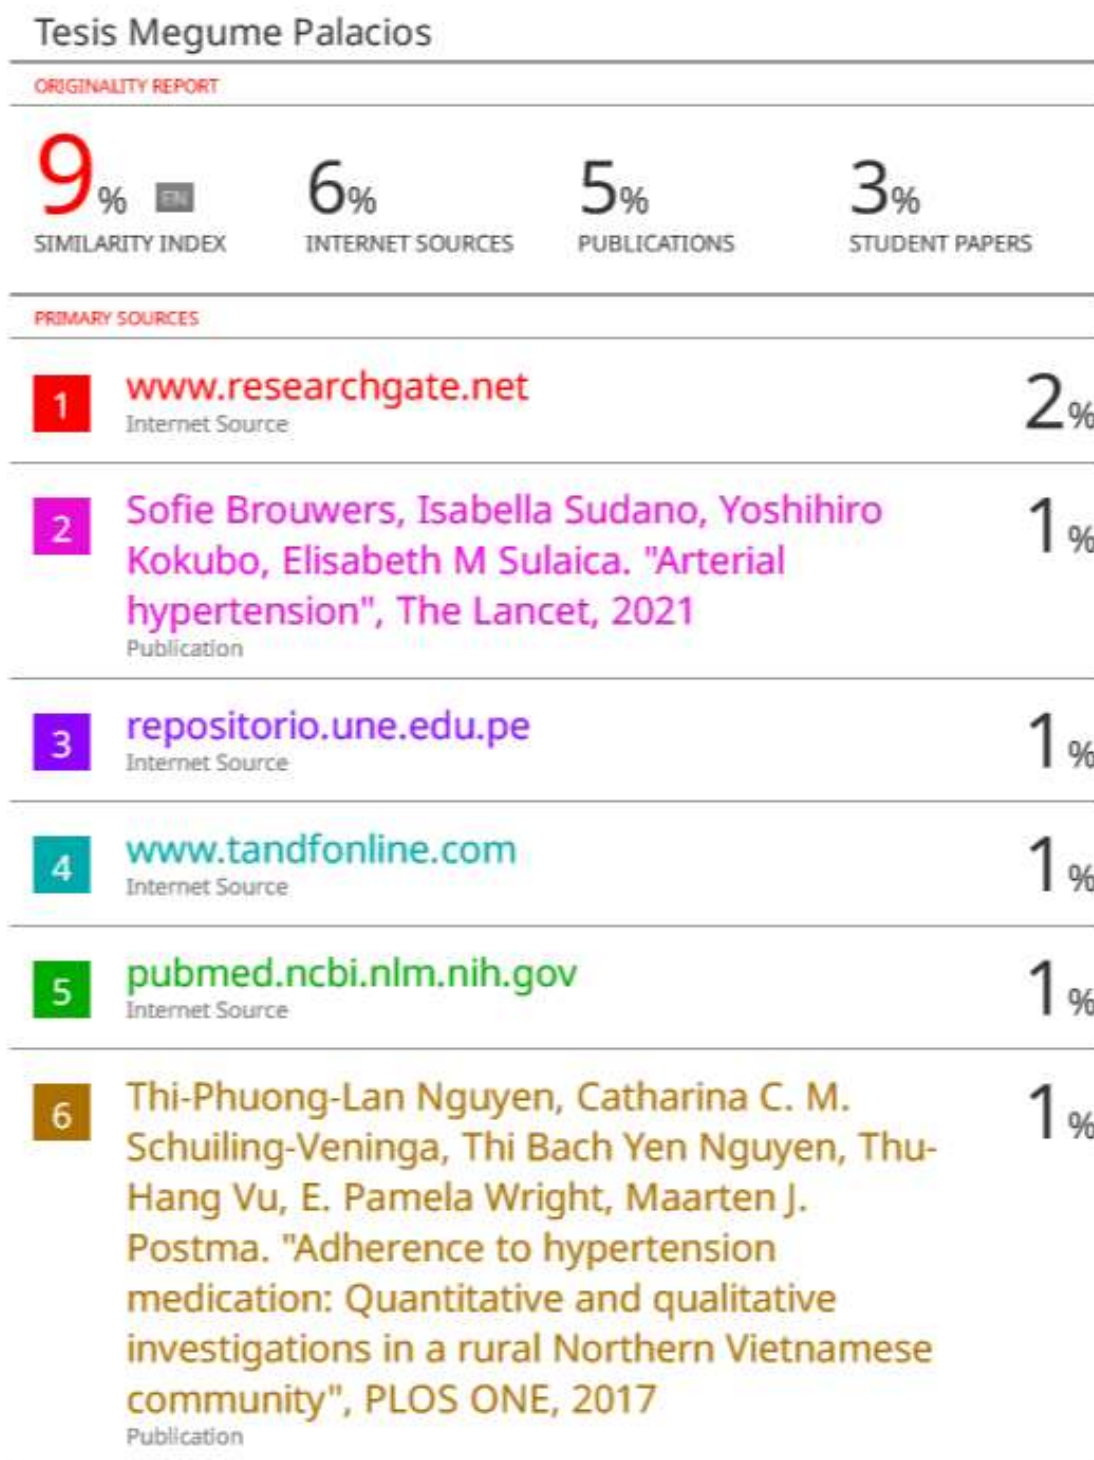 Tesis Megume Palacios
ORIGINALITY REPORT
9% EN 6% 5% 3%
SIMILARITY INDEX INTERNET SOURCES PUBLICATIONS STUDENT PAPERS
PRIMARY SOURCES
1 www.researchgate.net 2%
Internet Source
2 Sofie Brouwers, Isabella Sudano, Yoshihiro 1%
Kokubo, Elisabeth M Sulaica. "Arterial
hypertension", The Lancet, 2021
Publication
3 repositorio.une.edu.pe 1%
Internet Source
4 www.tandfonline.com 1%
Internet Source
5 pubmed.ncbi.nlm.nih.gov 1%
Internet Source
6 Thi-Phuong-Lan Nguyen, Catharina C. M. 1%
Schuiling-Veninga, Thi Bach Yen Nguyen, Thu-
Hang Vu, E. Pamela Wright, Maarten J.
Postma. "Adherence to hypertension
medication: Quantitative and qualitative
investigations in a rural Northern Vietnamese
community", PLOS ONE, 2017
Publication